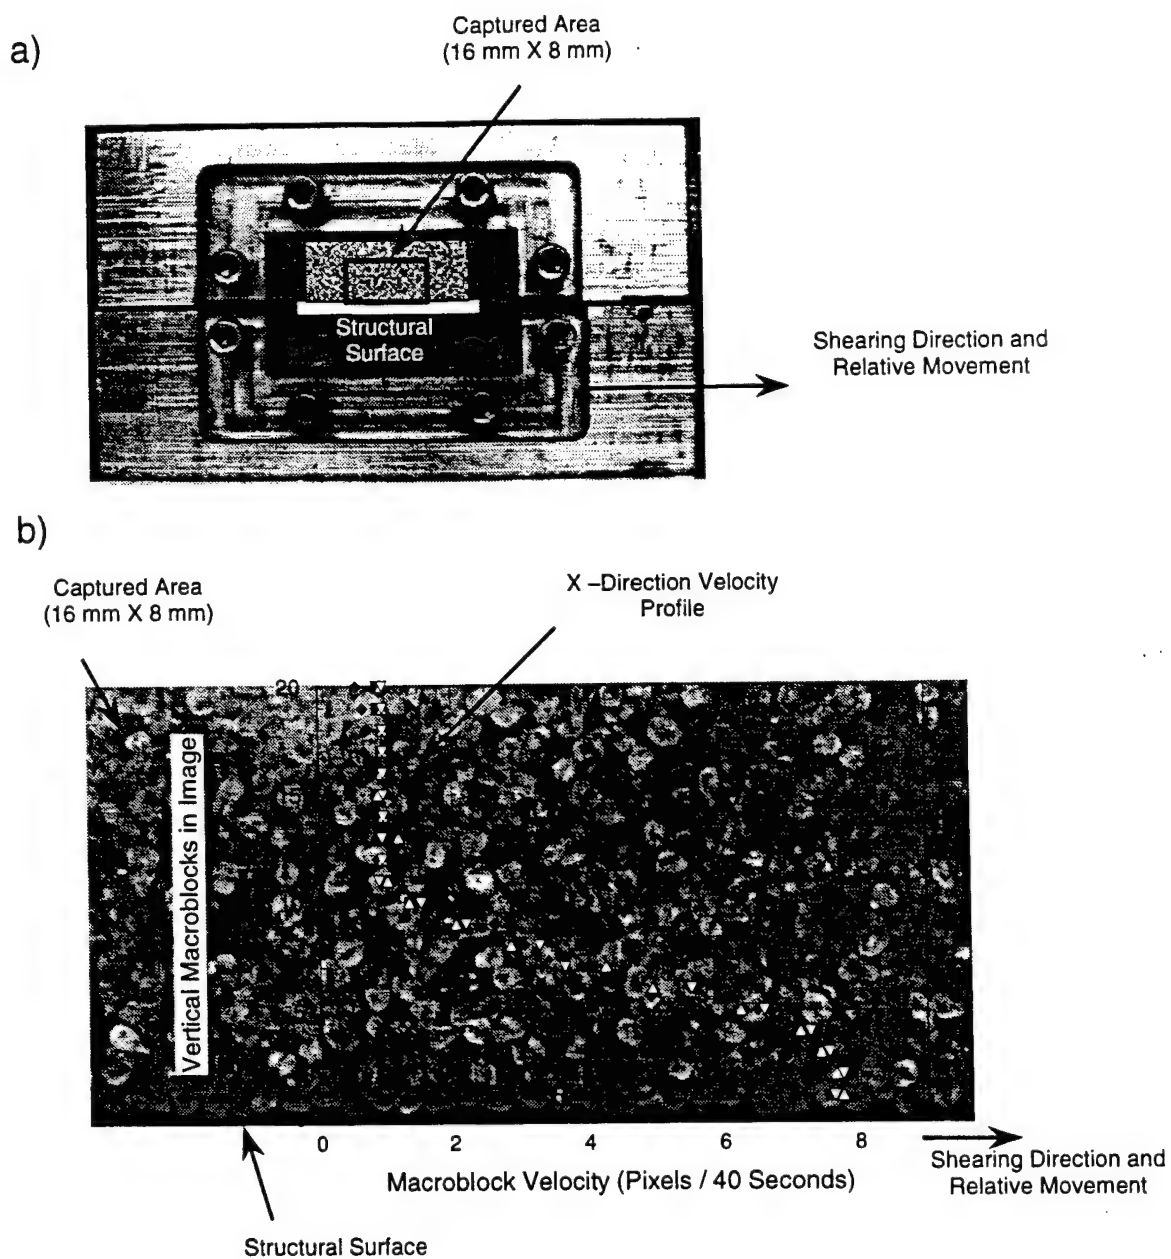 a)
Captured Area
(16 mm X 8 mm)
Structural
Surface
Shearing Direction and
Relative Movement
b)
Captured Area
(16 mm X 8 mm)
X –Direction Velocity
Profile
20
Vertical Macroblocks in Image
0
2
4
6
8
Macroblock Velocity (Pixels / 40 Seconds)
Shearing Direction and
Relative Movement
Structural Surface